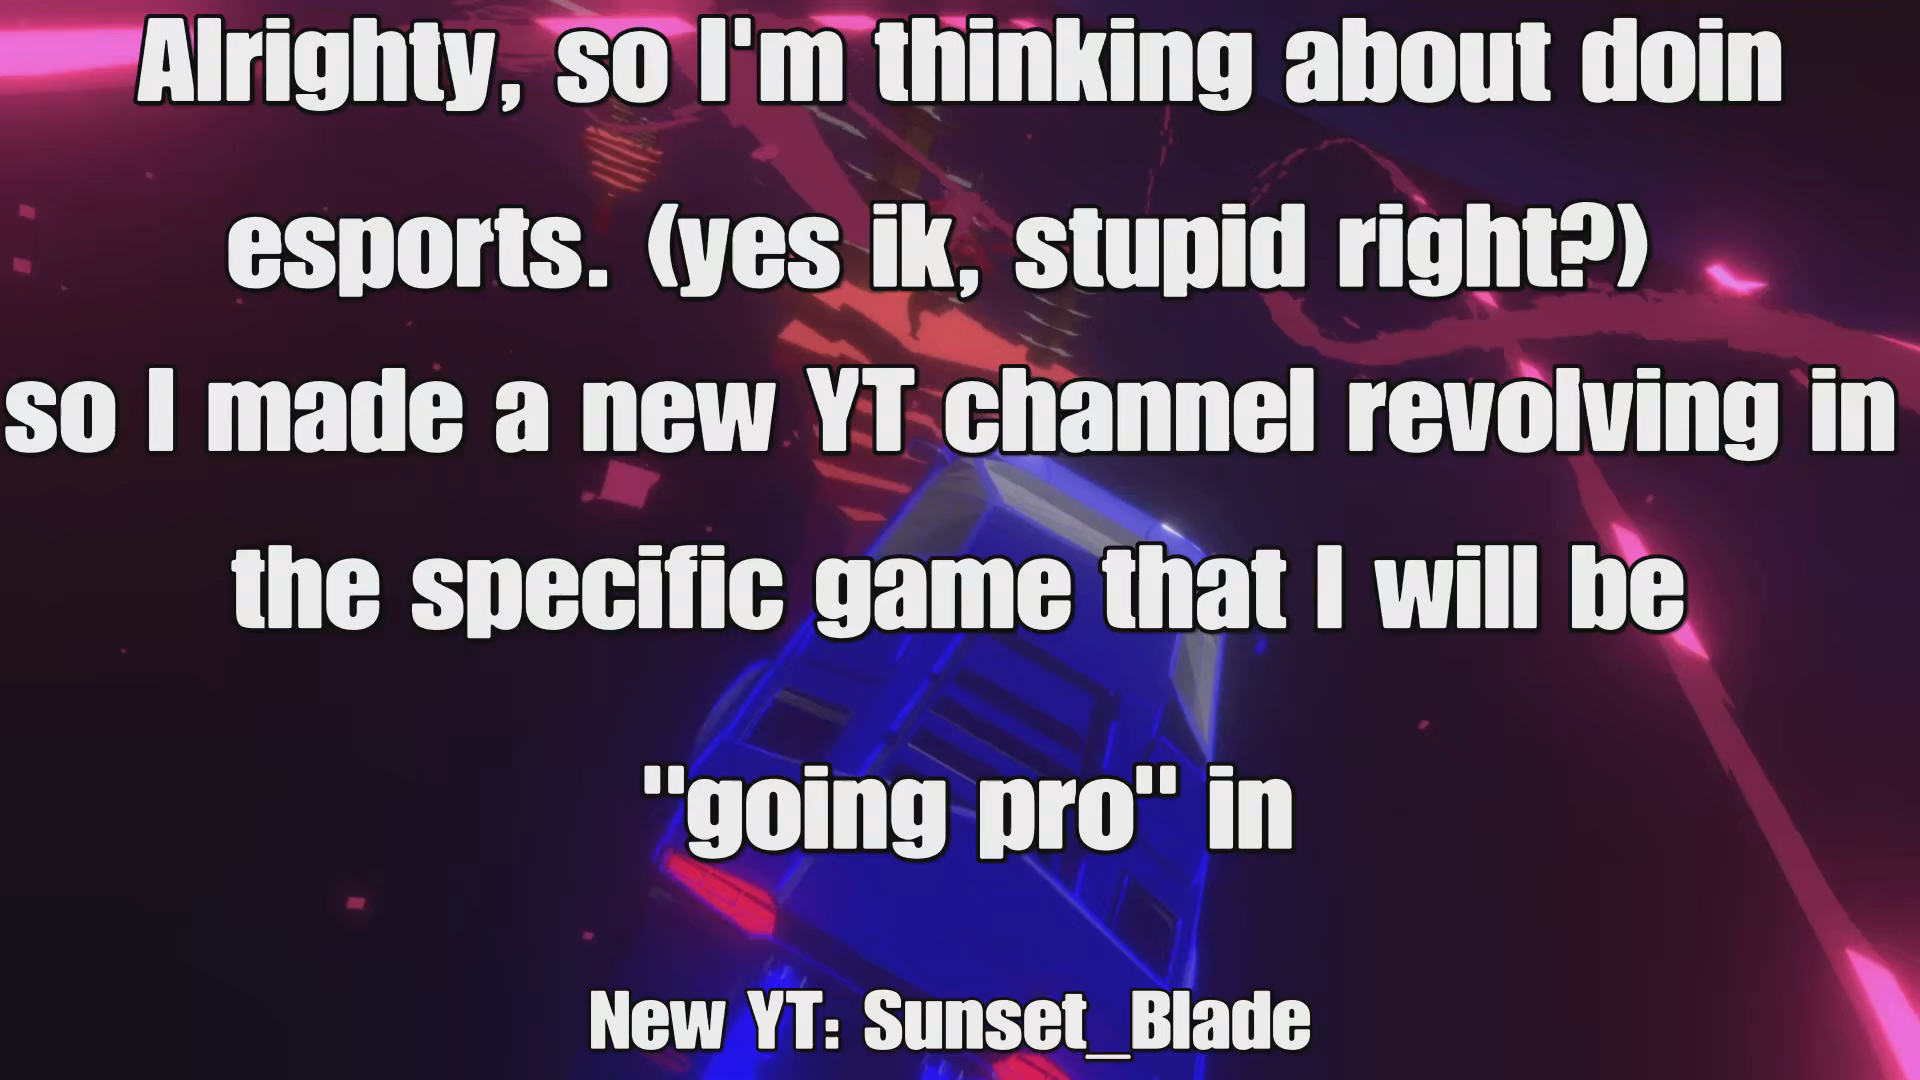 Alrighty, so I'm thinking about doin
esports. (yes ik, stupid right?)
so I made a new YT channel revolving in
the specific game that I will be
"going pro" in
New YT: Sunset_Blade